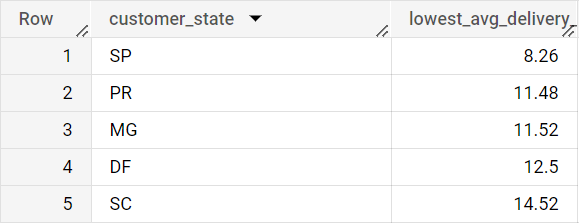 Row customer_state lowest_avg_delivery_
1 SP 8.26
2 PR 11.48
3 MG 11.52
4 DF 12.5
5 SC 14.52